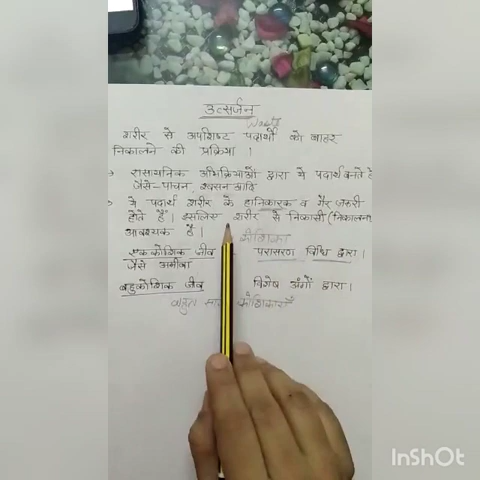 उत्सर्जन
Waste
शरीर से अपशिष्ट पदार्थों को बाहर
निकालने की प्रक्रिया ।
→ रासायनिक अभिक्रियाओं द्वारा ये पदार्थ बनते है
जैसे - पाचन, श्वसन आदि
→ ये पदार्थ शरीर के हानिकारक व गैर जरूरी
होते हैं। इसलिए शरीर से निकासी (निकालना)
आवश्यक है।
कोशिका
एककोशिक जीव - परासरण विधि द्वारा।
जैसे अमीबा
बहुकोशिक जीव विशेष अंगों द्वारा।
बहुत सारी कोशिकाएँ
InShOt